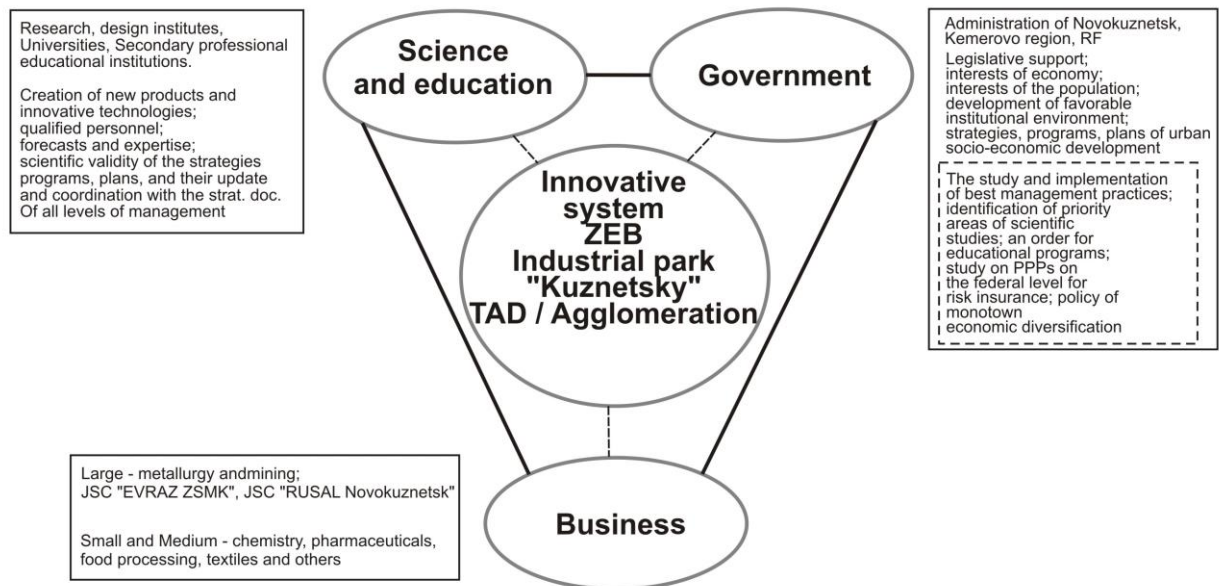 Research, design institutes,
Universities, Secondary professional
educational institutions.
Creation of new products and
innovative technologies;
qualified personnel;
forecasts and expertise;
scientific validity of the strategies
programs, plans, and their update
and coordination with the strat. doc.
Of all levels of management
Science
and education
Government
Administration of Novokuznetsk,
Kemerovo region, RF
Legislative support;
interests of economy;
interests of the population;
development of favorable
institutional environment;
strategies, programs, plans of urban
socio-economic development
The study and implementation
of best management practices;
identification of priority
areas of scientific
studies; an order for
educational programs;
study on PPPs on
the federal level for
risk insurance; policy of
monotown
economic diversification
Innovative
system
ZEB
Industrial park
"Kuznetsky"
TAD / Agglomeration
Large - metallurgy andmining;
JSC "EVRAZ ZSMK", JSC "RUSAL Novokuznetsk"
Small and Medium - chemistry, pharmaceuticals,
food processing, textiles and others
Business